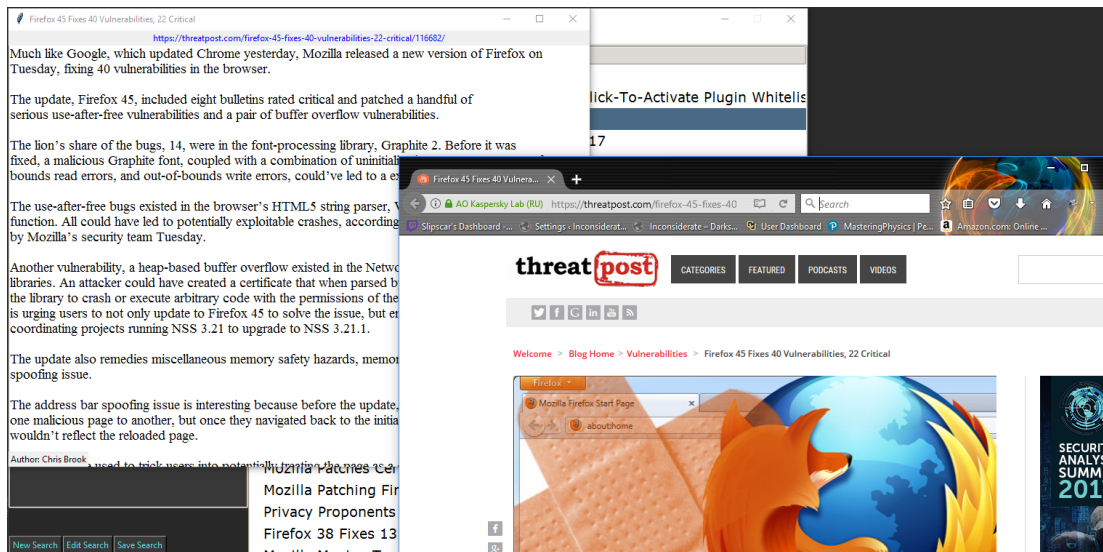 Firefox 45 Fixes 40 Vulnerabilities, 22 Critical
https://threatpost.com/firefox-45-fixes-40-vulnerabilities-22-critical/116682/
Much like Google, which updated Chrome yesterday, Mozilla released a new version of Firefox on
Tuesday, fixing 40 vulnerabilities in the browser.
The update, Firefox 45, included eight bulletins rated critical and patched a handful of
serious use-after-free vulnerabilities and a pair of buffer overflow vulnerabilities.
The lion's share of the bugs, 14, were in the font-processing library, Graphite 2. Before it was
fixed, a malicious Graphite font, coupled with a combination of
bounds read errors, and out-of-bounds write errors, could've led to a
The use-after-free bugs existed in the browser's HTML5 string parser,
function. All could have led to potentially exploitable crashes, according
by Mozilla's security team Tuesday.
Another vulnerability, a heap-based buffer overflow existed in the
libraries. An attacker could have created a certificate that when parsed
the library to crash or execute arbitrary code with the permissions of the
is urging users to not only update to Firefox 45 to solve the issue, but
coordinating projects running NSS 3.21 to upgrade to NSS 3.21.1.
The update also remedies miscellaneous memory safety hazards,
spoofing issue.
The address bar spoofing issue is interesting because before the update,
one malicious page to another, but once they navigated back to the
wouldn't reflect the reloaded page.
used to trick users into potentially trusting the page as a
Author: Chris Brook
New Search Edit Search Save Search
lick-To-Activate Plugin Whitelis
17
Mozilla Patches Cer
Mozilla Patching Fir
Privacy Proponents
Firefox 38 Fixes 13
Firefox 45 Fixes 40 Vulnera...
AO Kaspersky Lab (RU) https://threatpost.com/firefox-45-fixes-40 Search
Slipscar's Dashboard -... Settings ‹ Inconsiderat... Inconsiderate – Darks... User Dashboard MasteringPhysics | Pe... Amazon.com: Online ...
threatpost CATEGORIES FEATURED PODCASTS VIDEOS
Welcome > Blog Home > Vulnerabilities > Firefox 45 Fixes 40 Vulnerabilities, 22 Critical
Firefox
Mozilla Firefox Start Page
about:home
SECURI
ANALYS
SUMM
201